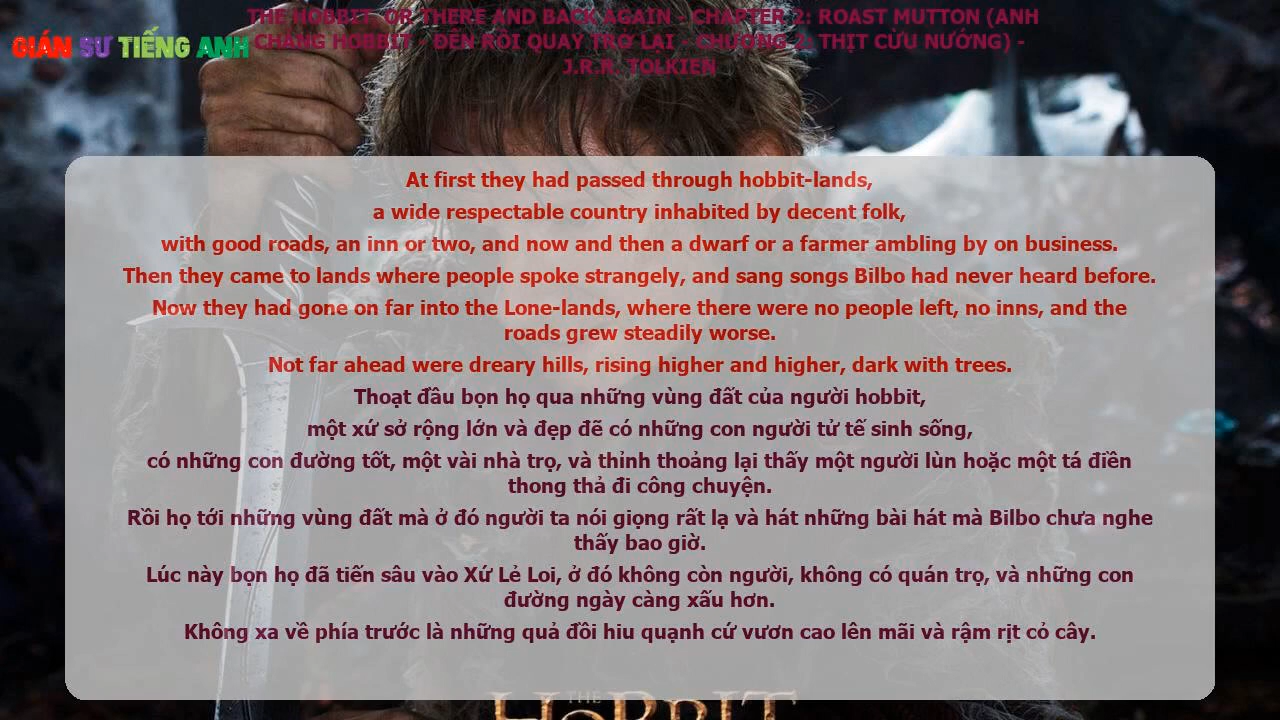 THE HOBBIT, OR THERE AND BACK AGAIN - CHAPTER 2: ROAST MUTTON (ANH
GIÁN SƯ TIẾNG ANH
CHÀNG HOBBIT - ĐẾN RỒI QUAY TRỞ LẠI - CHƯƠNG 2: THỊT CỪU NƯỚNG) -
J.R.R. TOLKIEN
At first they had passed through hobbit-lands,
a wide respectable country inhabited by decent folk,
with good roads, an inn or two, and now and then a dwarf or a farmer ambling by on business.
Then they came to lands where people spoke strangely, and sang songs Bilbo had never heard before.
Now they had gone on far into the Lone-lands, where there were no people left, no inns, and the
roads grew steadily worse.
Not far ahead were dreary hills, rising higher and higher, dark with trees.
Thoạt đầu bọn họ qua những vùng đất của người hobbit,
một xứ sở rộng lớn và đẹp đẽ có những con người tử tế sinh sống,
có những con đường tốt, một vài nhà trọ, và thỉnh thoảng lại thấy một người lùn hoặc một tá điền
thong thả đi công chuyện.
Rồi họ tới những vùng đất mà ở đó người ta nói giọng rất lạ và hát những bài hát mà Bilbo chưa nghe
thấy bao giờ.
Lúc này bọn họ đã tiến sâu vào Xứ Lẻ Loi, ở đó không còn người, không có quán trọ, và những con
đường ngày càng xấu hơn.
Không xa về phía trước là những quả đồi hiu quạnh cứ vươn cao lên mãi và rậm rịt cỏ cây.
THE
HOBBIT